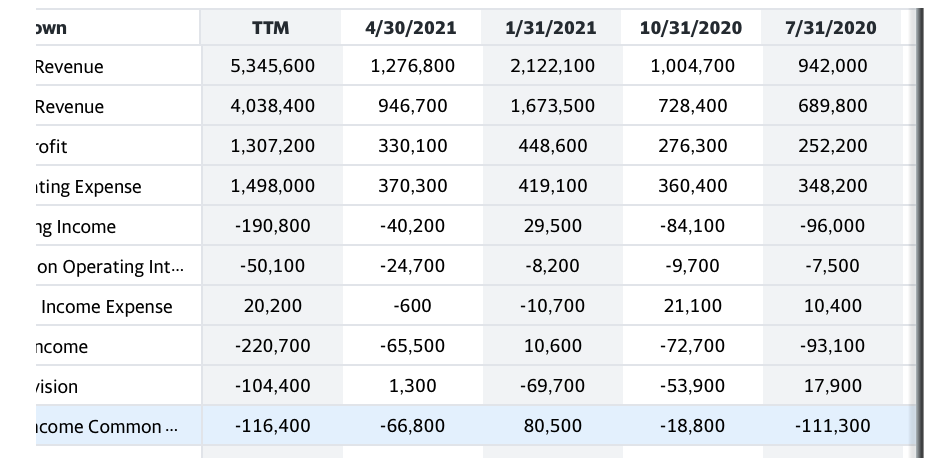 own TTM 4/30/2021 1/31/2021 10/31/2020 7/31/2020
Revenue 5,345,600 1,276,800 2,122,100 1,004,700 942,000
Revenue 4,038,400 946,700 1,673,500 728,400 689,800
rofit 1,307,200 330,100 448,600 276,300 252,200
ating Expense 1,498,000 370,300 419,100 360,400 348,200
ng Income -190,800 -40,200 29,500 -84,100 -96,000
on Operating Int... -50,100 -24,700 -8,200 -9,700 -7,500
Income Expense 20,200 -600 -10,700 21,100 10,400
ncome -220,700 -65,500 10,600 -72,700 -93,100
vision -104,400 1,300 -69,700 -53,900 17,900
ncome Common ... -116,400 -66,800 80,500 -18,800 -111,300